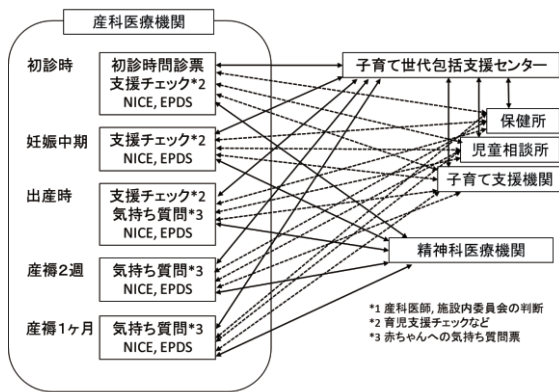 産科医療機関
初診時
初診時問診票
支援チェック*2
NICE, EPDS
妊娠中期
支援チェック*2
NICE, EPDS
出産時
支援チェック*2
気持ち質問*3
NICE, EPDS
産褥2週
気持ち質問*3
NICE, EPDS
産褥1ヶ月
気持ち質問*3
NICE, EPDS
子育て世代包括支援センター
保健所
児童相談所
子育て支援機関
精神科医療機関
*1 産科医師, 施設内委員会の判断
*2 育児支援チェックなど
*3 赤ちゃんへの気持ち質問票